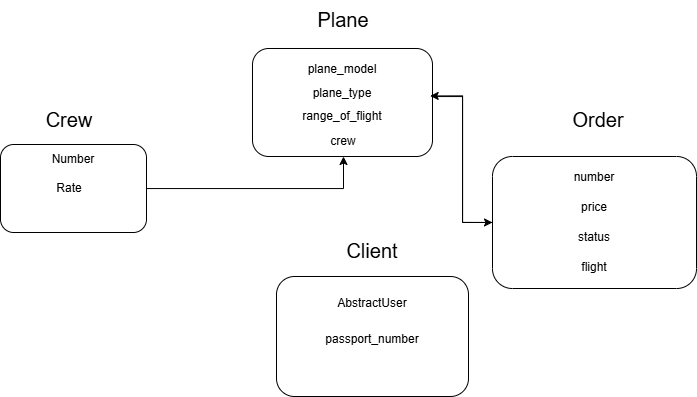 Plane
plane_model
plane_type
range_of_flight
crew
Crew
Number
Rate
Order
number
price
status
flight
Client
AbstractUser
passport_number